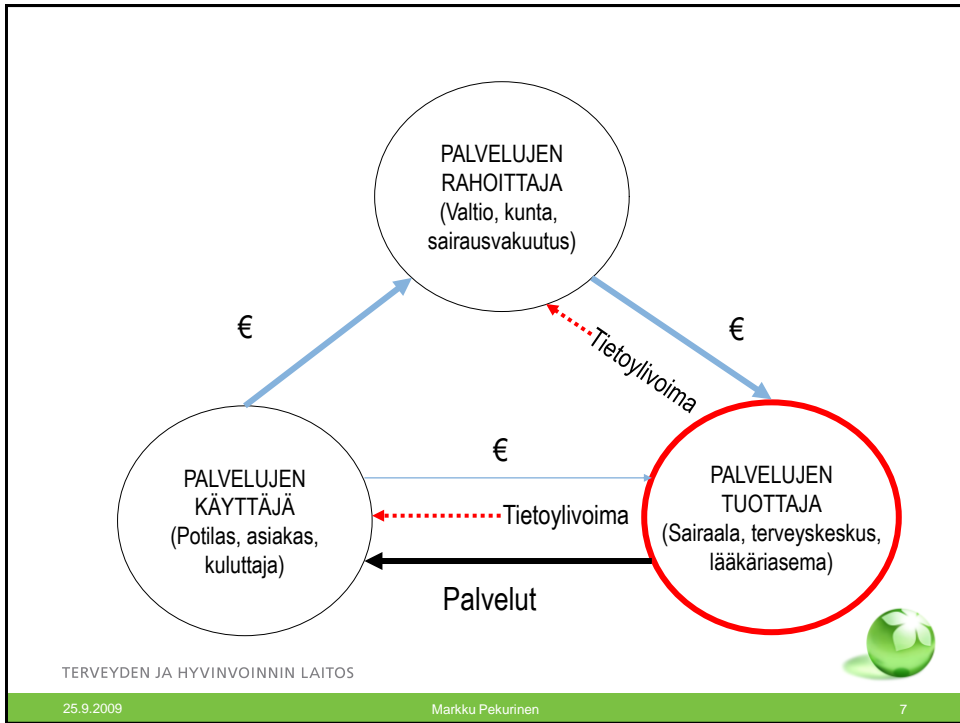 PALVELUJEN
RAHOITTAJA
(Valtio, kunta,
sairausvakuutus)
€
€
Tietoylivoima
€
PALVELUJEN
KÄYTTÄJÄ
(Potilas, asiakas,
kuluttaja)
Tietoylivoima
PALVELUJEN
TUOTTAJA
(Sairaala, terveyskeskus,
lääkäriasema)
Palvelut
TERVEYDEN JA HYVINVOINNIN LAITOS
25.9.2009
Markku Pekurinen
7